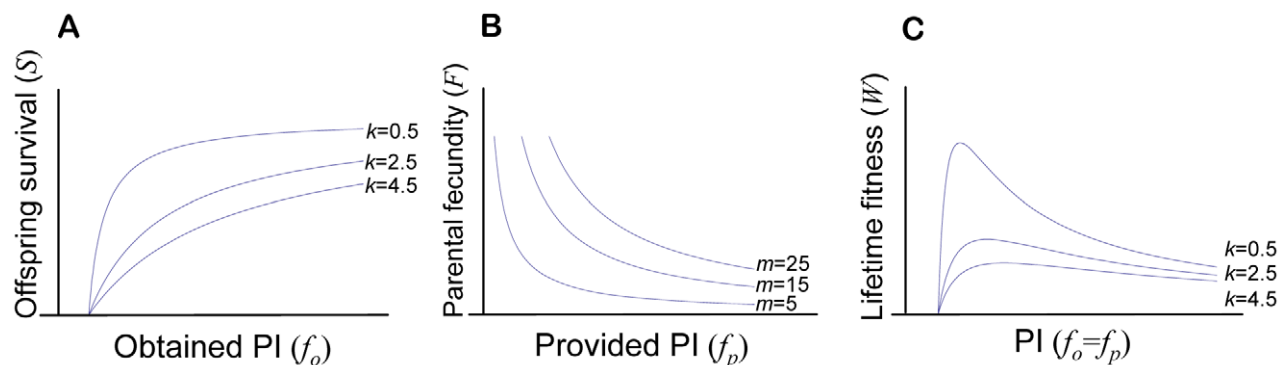 A
Offspring survival (S)
k=0.5
k=2.5
k=4.5
Obtained PI (fo)
B
Parental fecundity (F)
m=25
m=15
m=5
Provided PI (fp)
C
Lifetime fitness (W)
k=0.5
k=2.5
k=4.5
PI (fo=fp)